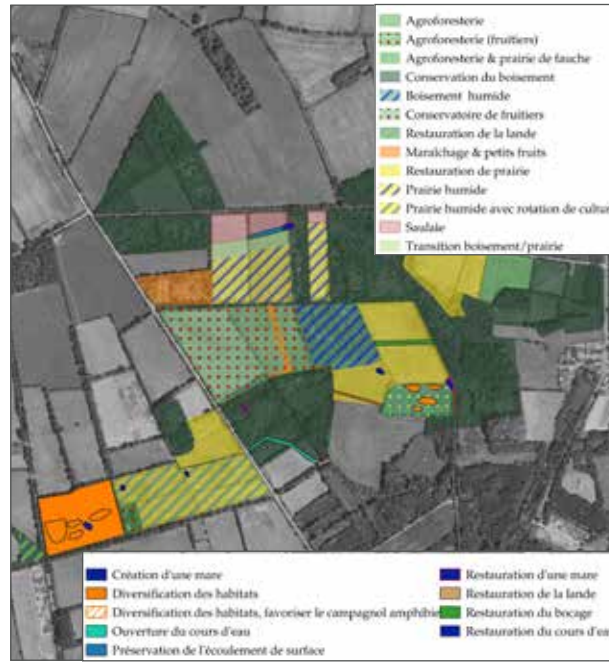 Agroforesterie
Agroforesterie (fruitiers)
Agroforesterie & prairie de fauche
Conservation du boisement
Boisement humide
Conservatoire de fruitiers
Restauration de la lande
Maraîchage & petits fruits
Restauration de prairie
Prairie humide
Prairie humide avec rotation de cultur
Saulaie
Transition boisement/prairie
Création d'une mare
Diversification des habitats
Diversification des habitats, favoriser le campagnol amphibie
Ouverture du cours d'eau
Préservation de l'écoulement de surface
Restauration d'une mare
Restauration de la lande
Restauration du bocage
Restauration du cours d'ea